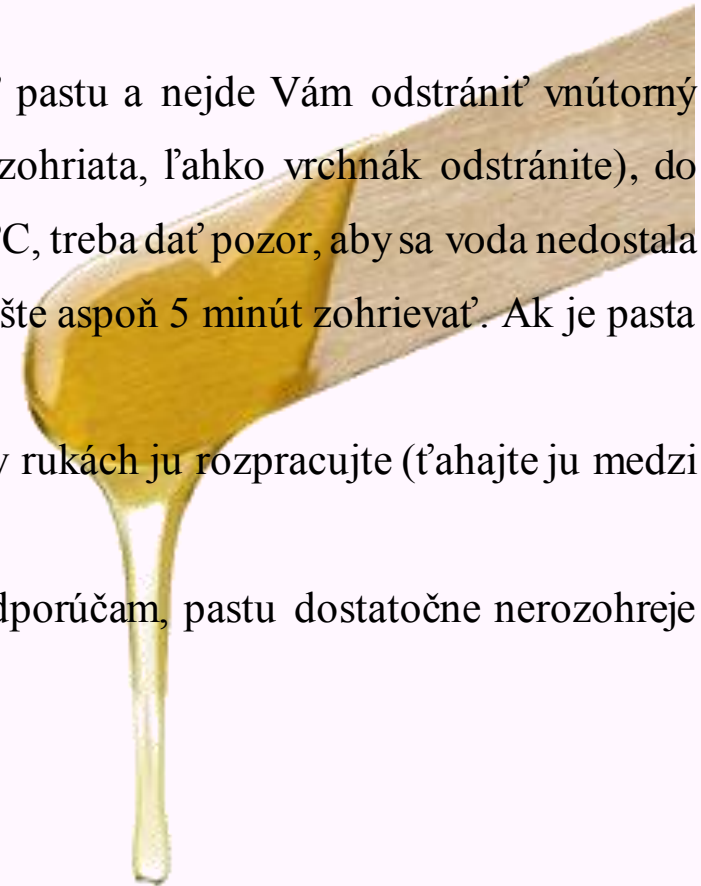 pastu a nejde Vám odstrániť vnútorný
zohriata, ľahko vrchnák odstránite), do
°C, treba dať pozor, aby sa voda nedostala
šte aspoň 5 minút zohrievať. Ak je pasta
v rukách ju rozpracujte (ťahajte ju medzi
dporúčam, pastu dostatočne nerozohreje